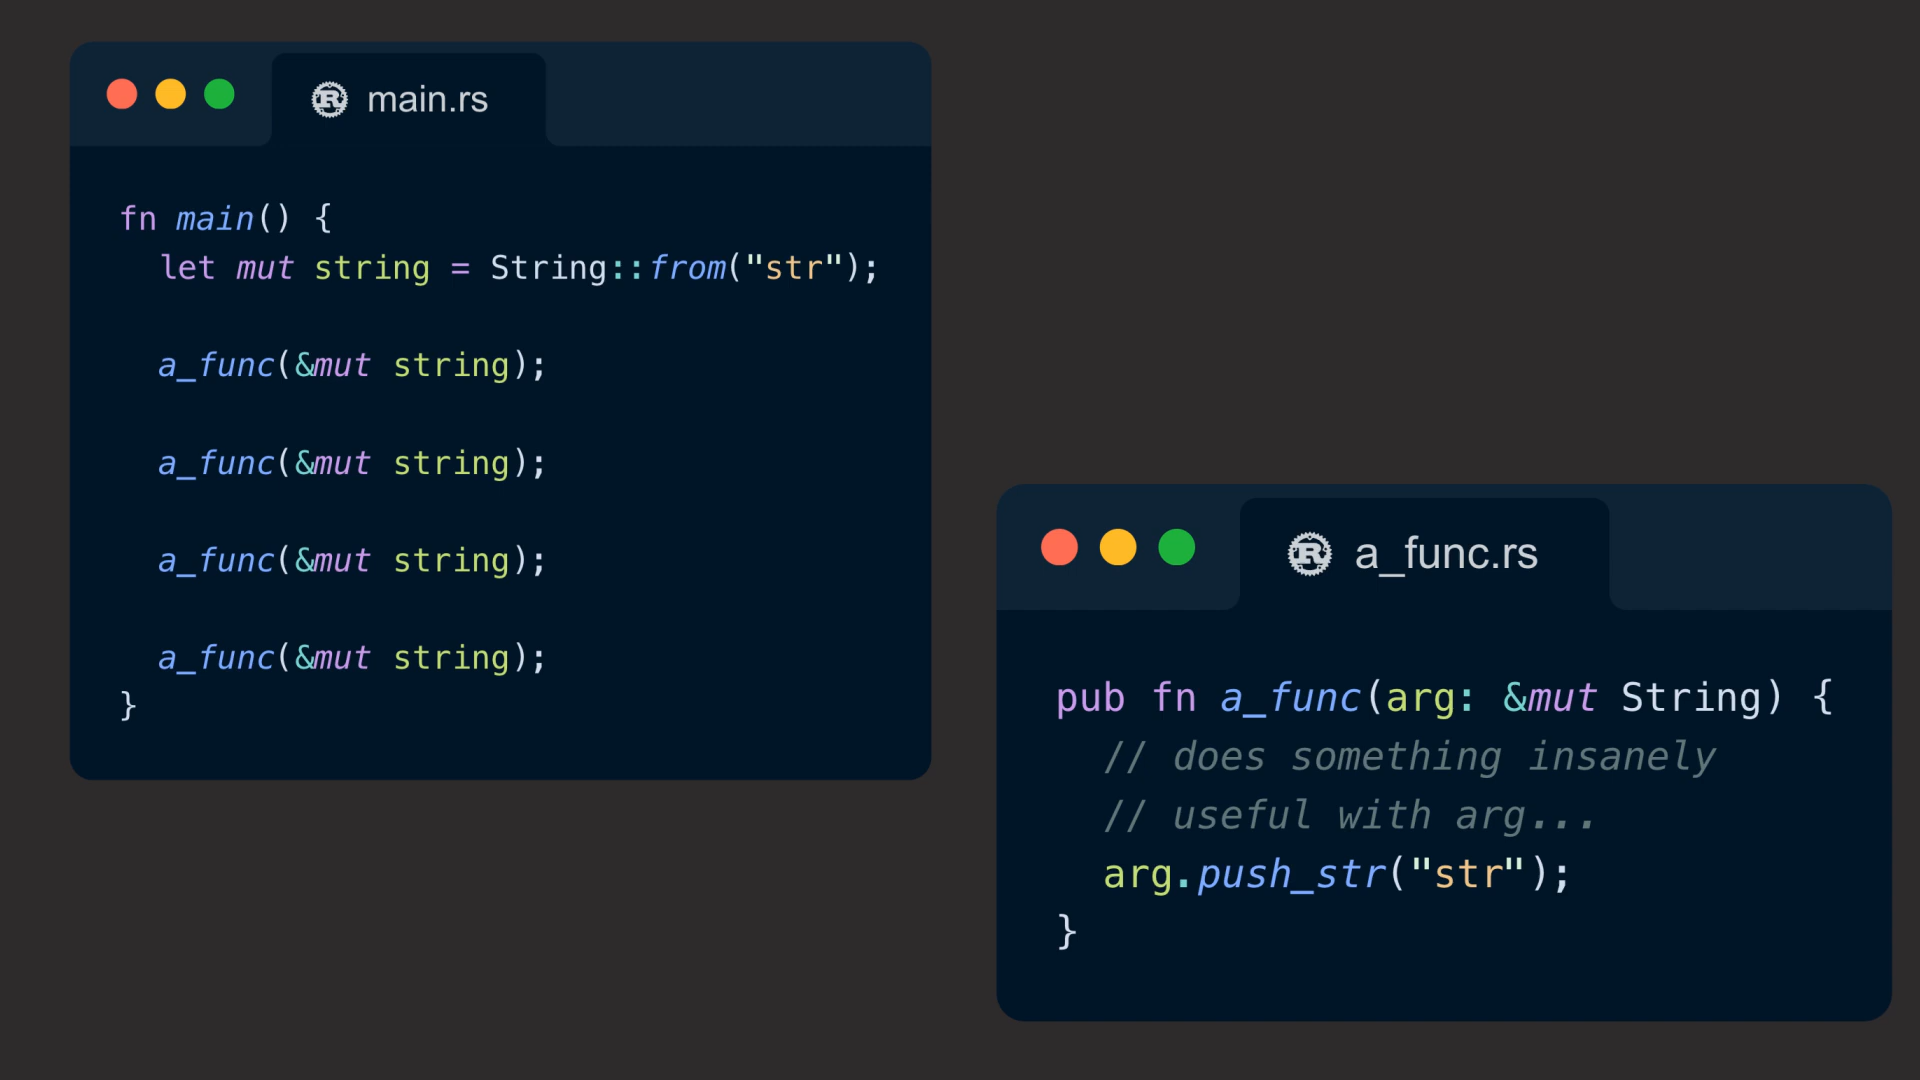 main.rs
fn main() {
  let mut string = String::from("str");
  a_func(&mut string);
  a_func(&mut string);
  a_func(&mut string);
  a_func(&mut string);
}
a_func.rs
pub fn a_func(arg: &mut String) {
  // does something insanely
  // useful with arg...
  arg.push_str("str");
}